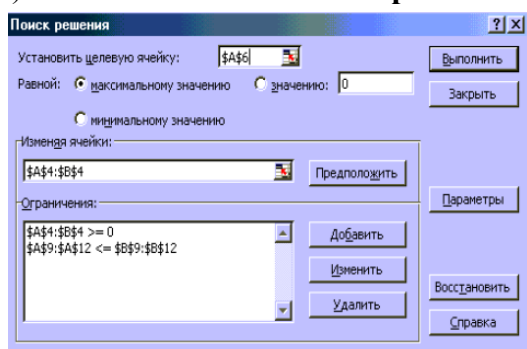 Поиск решения
Установить целевую ячейку: $A$6 Выполнить
Равной: максимальному значению значению: 0 Закрыть
минимальному значению
Изменяя ячейки:
$A$4:$B$4 Предположить
Ограничения: Параметры
$A$4:$B$4 >= 0 Добавить
$A$9:$A$12 <= $B$9:$B$12
Изменить
Удалить Восстановить
Справка